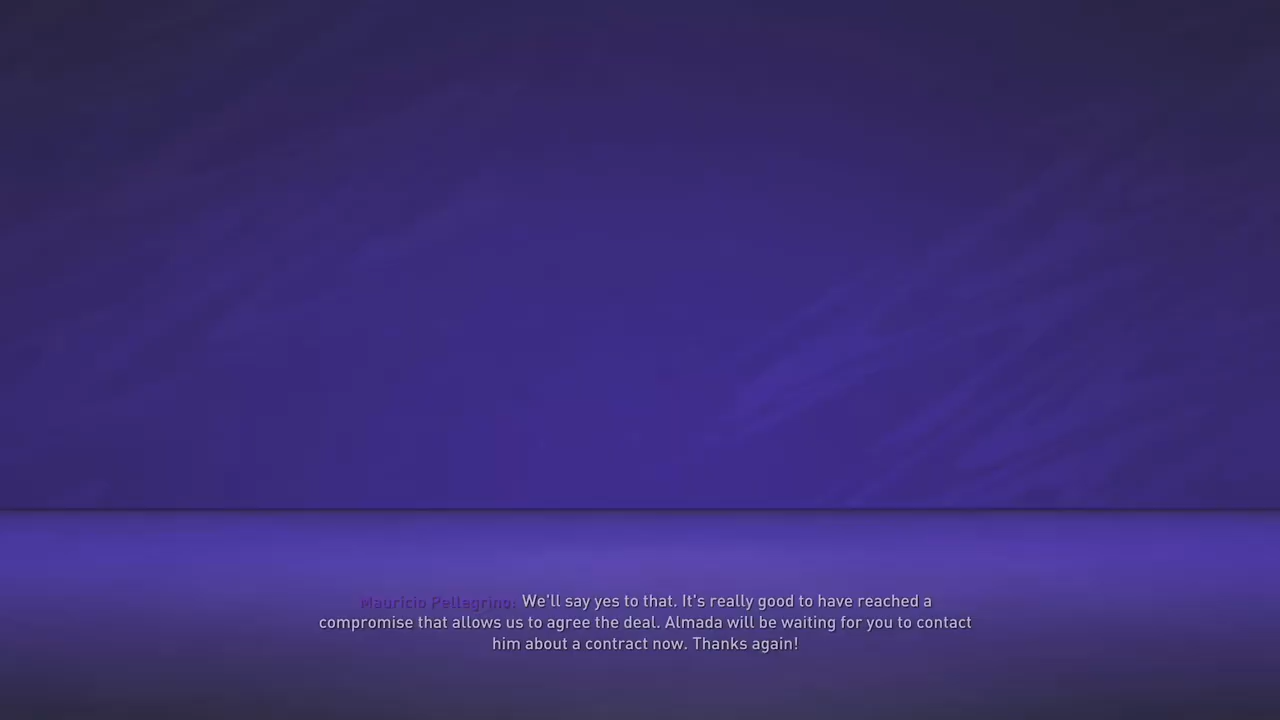 Mauricio Pellegrino: We'll say yes to that. It's really good to have reached a
compromise that allows us to agree the deal. Almada will be waiting for you to contact
him about a contract now. Thanks again!